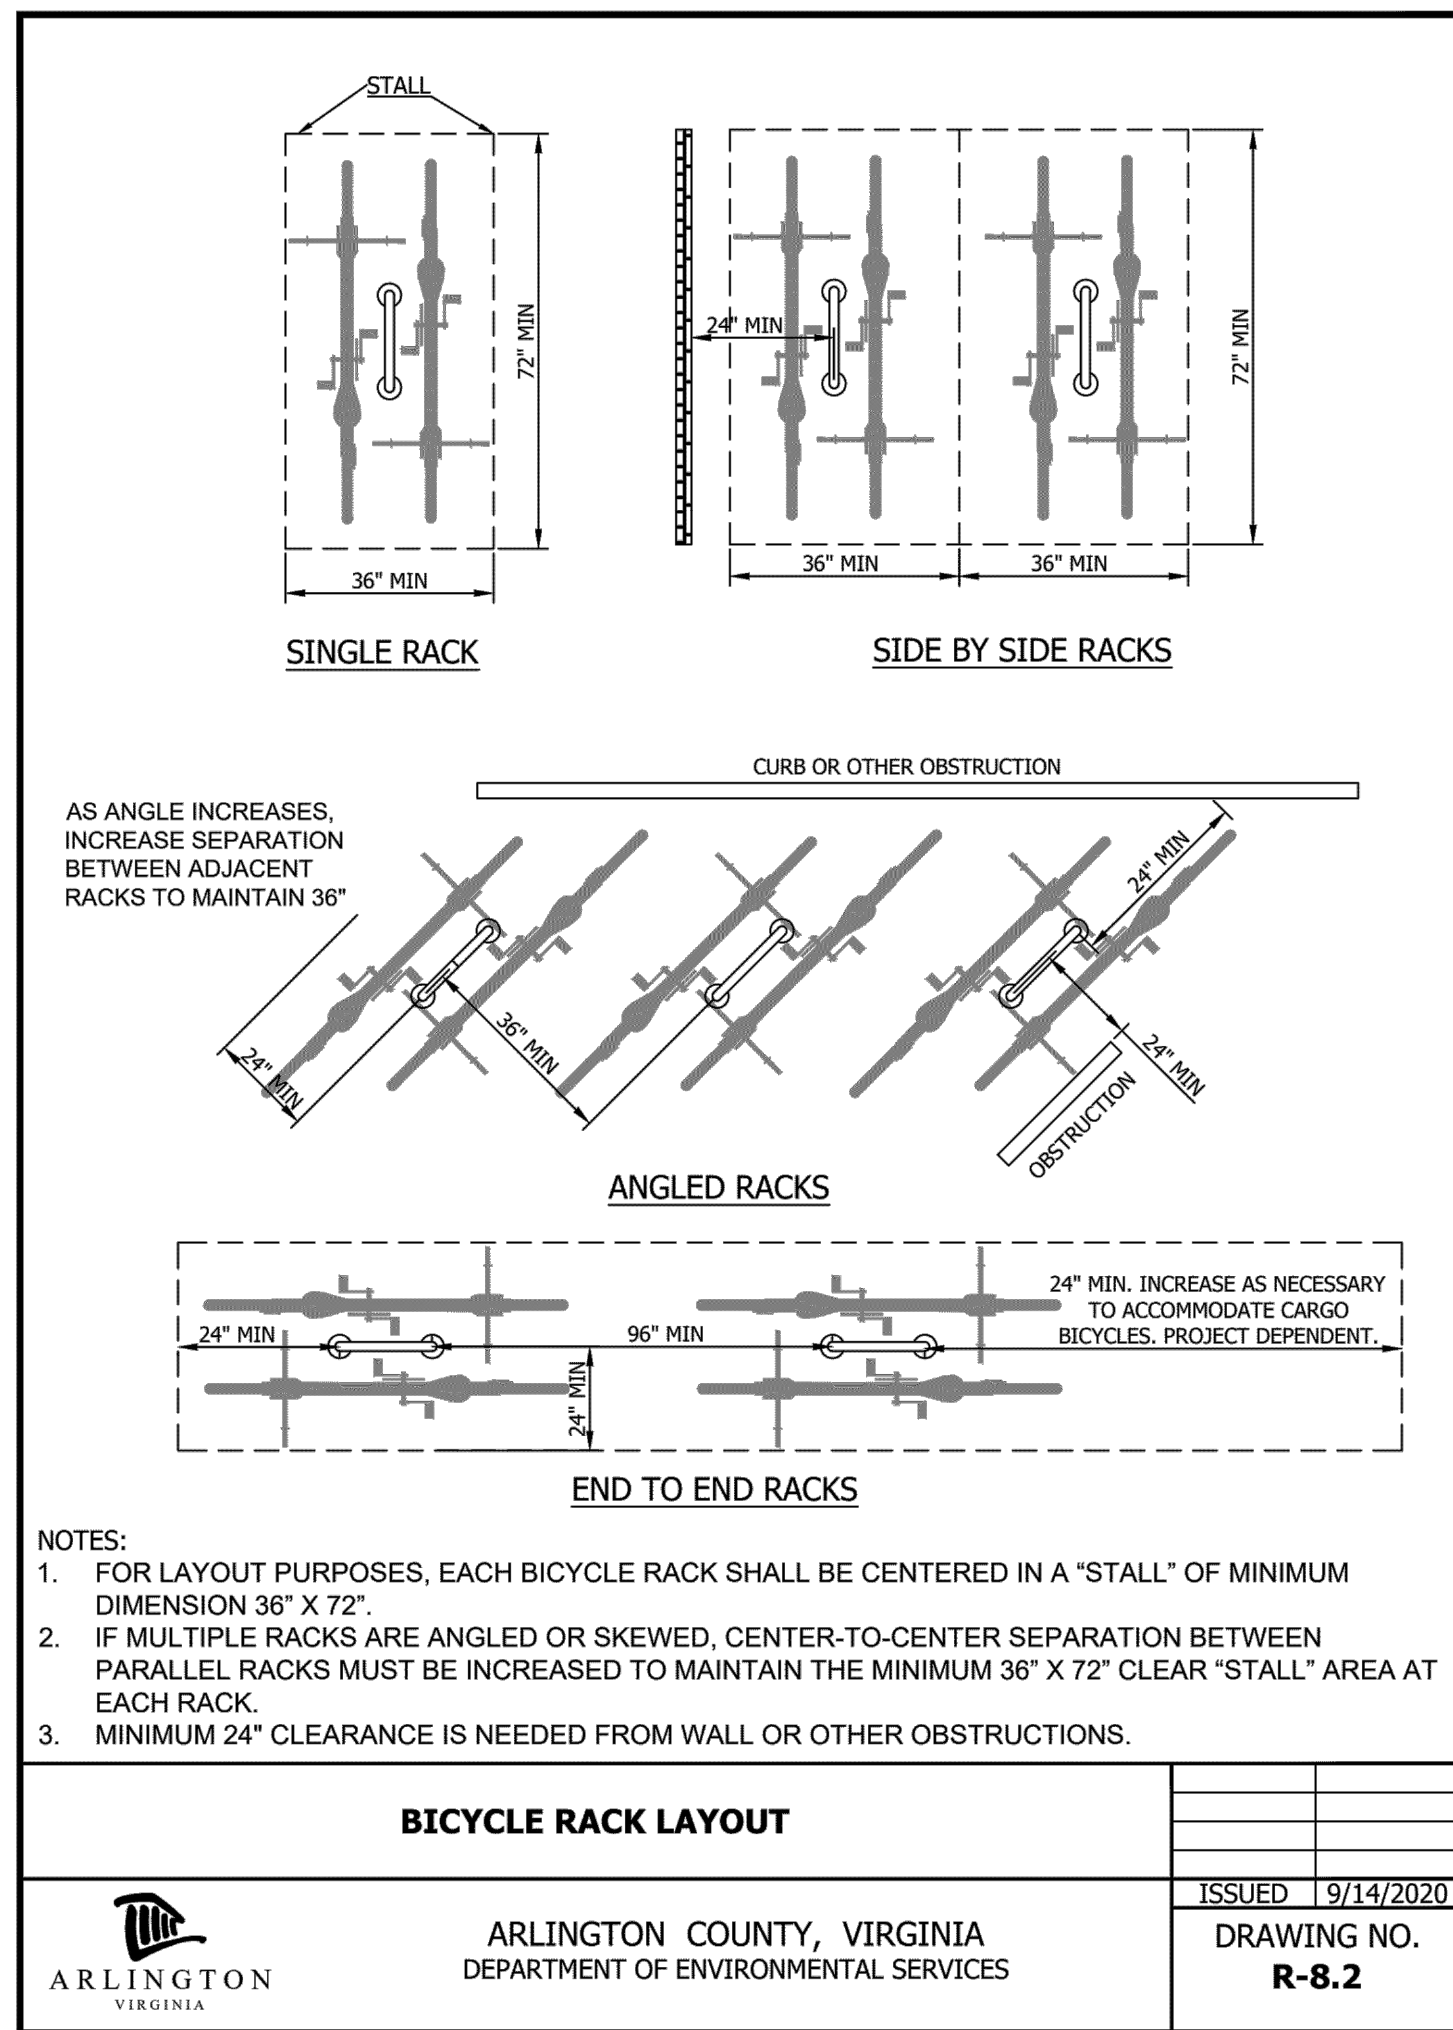 STALL
72" MIN
36" MIN
SINGLE RACK
24" MIN
72" MIN
36" MIN
36" MIN
SIDE BY SIDE RACKS
CURB OR OTHER OBSTRUCTION
AS ANGLE INCREASES,
INCREASE SEPARATION
BETWEEN ADJACENT
RACKS TO MAINTAIN 36"
24" MIN
36" MIN
24" MIN
24" MIN
OBSTRUCTION
ANGLED RACKS
24" MIN
96" MIN
24" MIN
24" MIN. INCREASE AS NECESSARY
TO ACCOMMODATE CARGO
BICYCLES. PROJECT DEPENDENT.
END TO END RACKS
NOTES:
1. FOR LAYOUT PURPOSES, EACH BICYCLE RACK SHALL BE CENTERED IN A “STALL” OF MINIMUM
DIMENSION 36” X 72”.
2. IF MULTIPLE RACKS ARE ANGLED OR SKEWED, CENTER-TO-CENTER SEPARATION BETWEEN
PARALLEL RACKS MUST BE INCREASED TO MAINTAIN THE MINIMUM 36” X 72” CLEAR “STALL” AREA AT
EACH RACK.
3. MINIMUM 24" CLEARANCE IS NEEDED FROM WALL OR OTHER OBSTRUCTIONS.
BICYCLE RACK LAYOUT
ISSUED 9/14/2020
ARLINGTON
VIRGINIA
ARLINGTON COUNTY, VIRGINIA
DEPARTMENT OF ENVIRONMENTAL SERVICES
DRAWING NO.
R-8.2